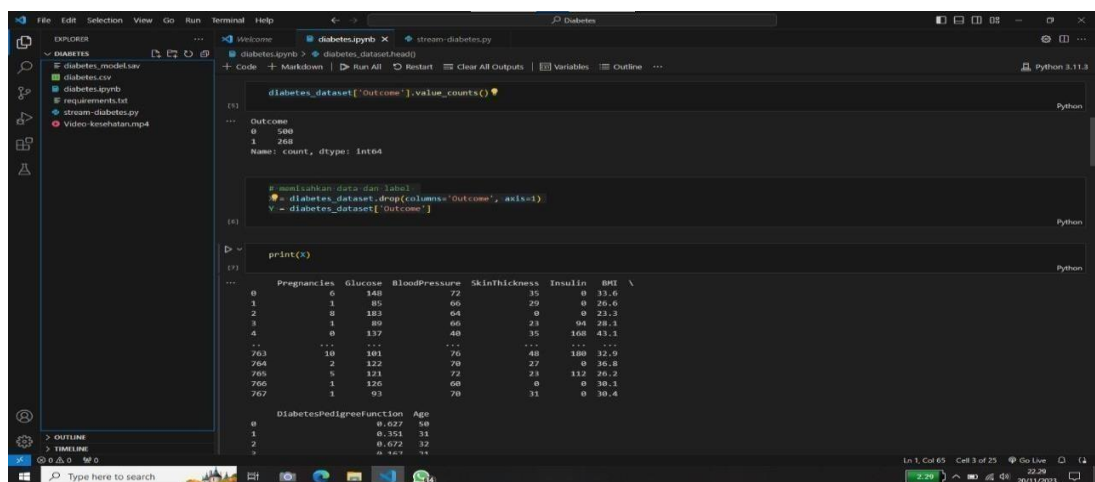 File Edit Selection View Go Run Terminal Help
Diabetes
EXPLORER
DIABETES
diabetes_model.sav
diabetes.csv
diabetes.ipynb
requirements.txt
stream-diabetes.py
Video-kesehatan.mp4
OUTLINE
TIMELINE
Welcome diabetes.ipynb stream-diabetes.py
diabetes.ipynb > diabetes_dataset.head()
+ Code + Markdown | Run All Restart Clear All Outputs | Variables Outline ...
Python 3.11.3
diabetes_dataset['Outcome'].value_counts()
[5] Python
Outcome
0 500
1 268
Name: count, dtype: int64
# memisahkan data dan label
= diabetes_dataset.drop(columns='Outcome', axis=1)
Y = diabetes_dataset['Outcome']
[6] Python
print(X)
[7] Python
Pregnancies Glucose BloodPressure SkinThickness Insulin BMI \
0 6 148 72 35 0 33.6
1 1 85 66 29 0 26.6
2 8 183 64 0 0 23.3
3 1 89 66 23 94 28.1
4 0 137 40 35 168 43.1
.. ... ... ... ... ... ...
763 10 101 76 48 180 32.9
764 2 122 70 27 0 36.8
765 5 121 72 23 112 26.2
766 1 126 60 0 0 30.1
767 1 93 70 31 0 30.4
DiabetesPedigreeFunction Age
0 0.627 50
1 0.351 31
2 0.672 32
0 0 0 Ln 1, Col 65 Cell 3 of 25 Go Live
Type here to search
2.29
22.29
20/11/2023